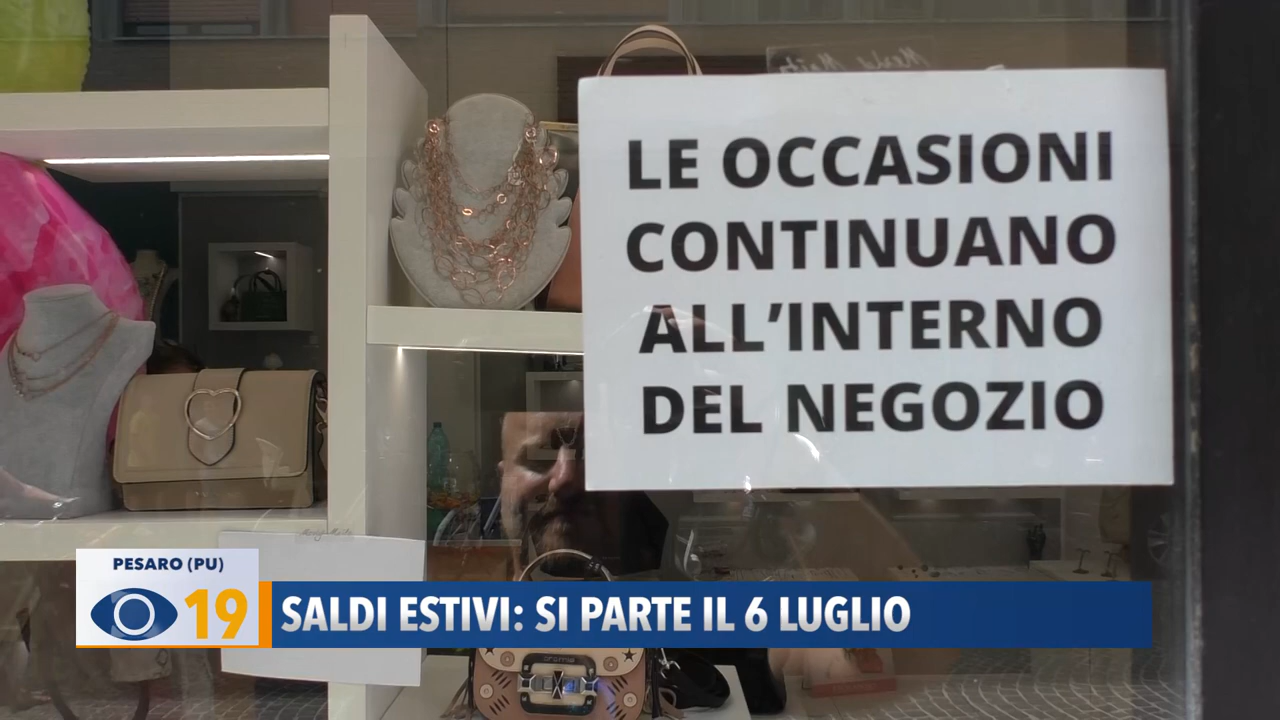 LE OCCASIONI
CONTINUANO
ALL'INTERNO
DEL NEGOZIO
PESARO (PU)
19
SALDI ESTIVI: SI PARTE IL 6 LUGLIO